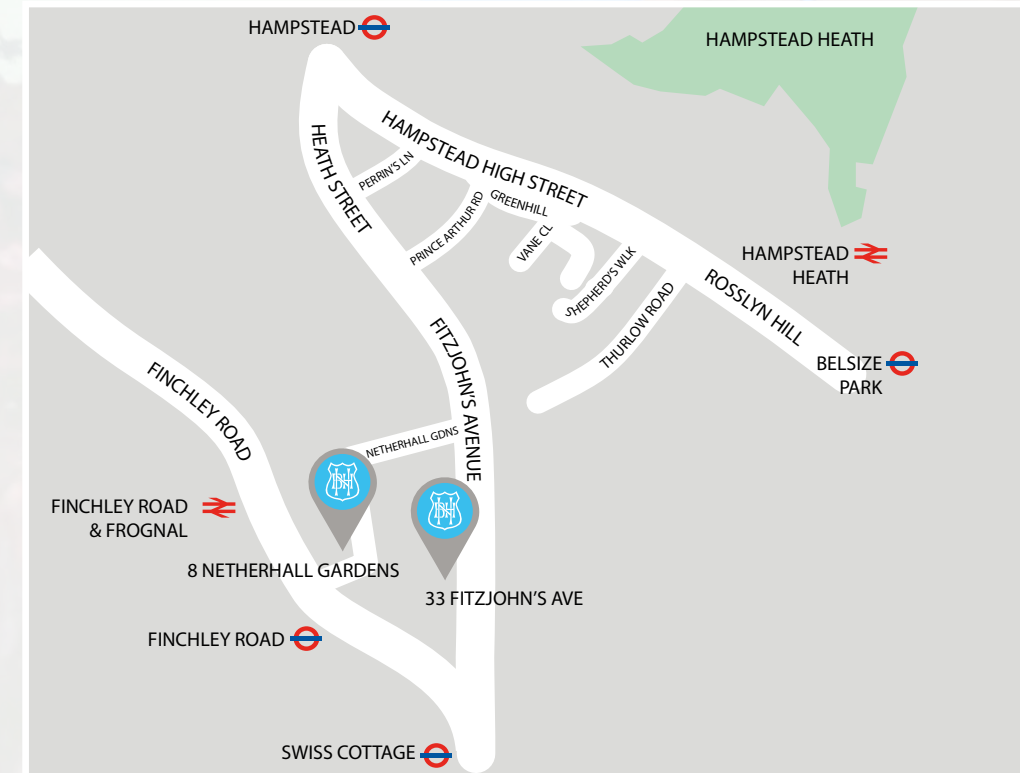 HAMPSTEAD
HAMPSTEAD HEATH
HAMPSTEAD HIGH STREET
HEATH STREET
PERRIN'S LN
PRINCE ARTHUR RD
GREENHILL
VANE CL
SHEPHERD'S WLK
THURLOW ROAD
HAMPSTEAD
HEATH
ROSSLYN HILL
BELSIZE
PARK
FITZJOHN'S AVENUE
FINCHLEY ROAD
NETHERHALL GDNS
FINCHLEY ROAD
& FROGNAL
8 NETHERHALL GARDENS
33 FITZJOHN'S AVE
FINCHLEY ROAD
SWISS COTTAGE